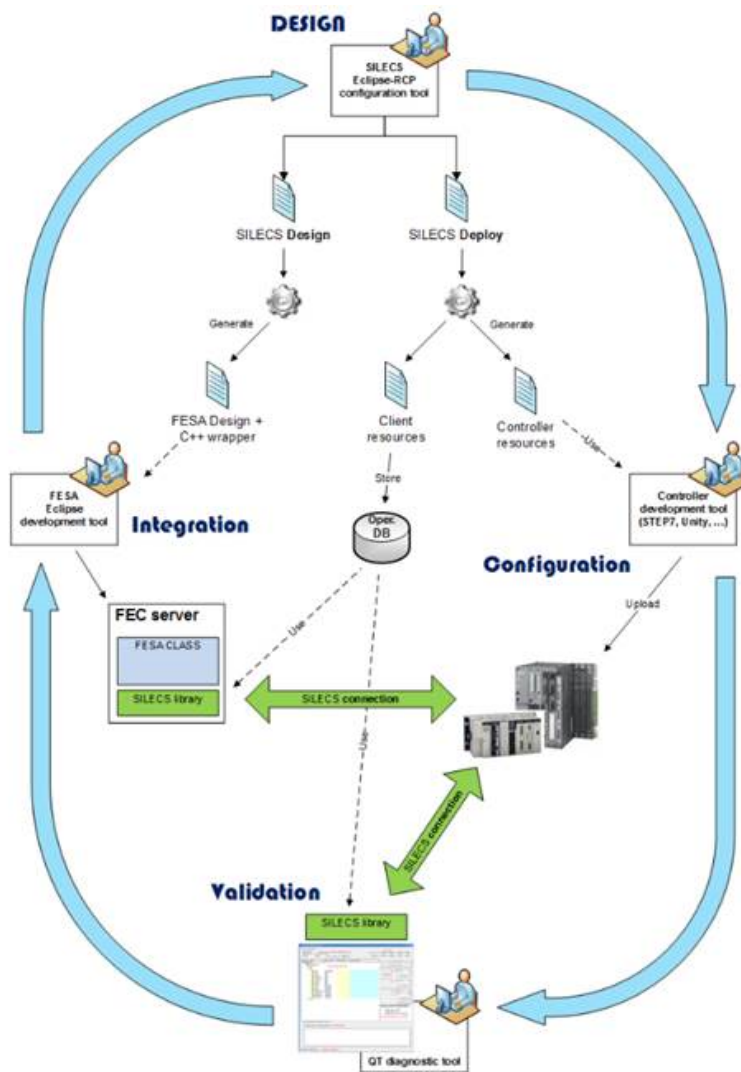 DESIGN
SILECS
Eclipse-RCP
configuration tool
SILECS Design
SILECS Deploy
Generate
Generate
FESA Design +
C++ wrapper
Client
resources
Controller
resources
Use
Store
FESA
Eclipse
development tool
Integration
Oper.
DB
Controller
development tool
(STEP7, Unity, ...)
Configuration
Upload
FEC server
FESA CLASS
SILECS library
Use
SILECS connection
Use
SILECS connection
Validation
SILECS library
QT diagnostic tool